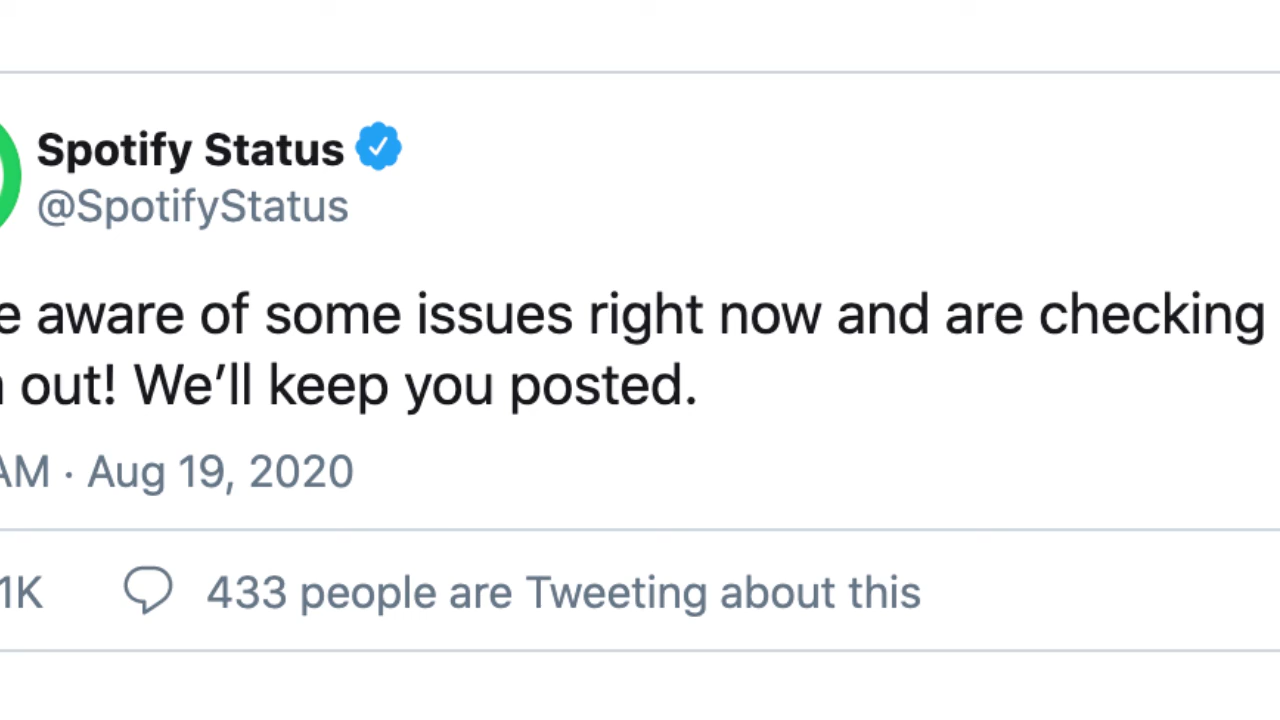 Spotify Status
@SpotifyStatus
aware of some issues right now and are checking
out! We’ll keep you posted.
AM · Aug 19, 2020
1K 433 people are Tweeting about this